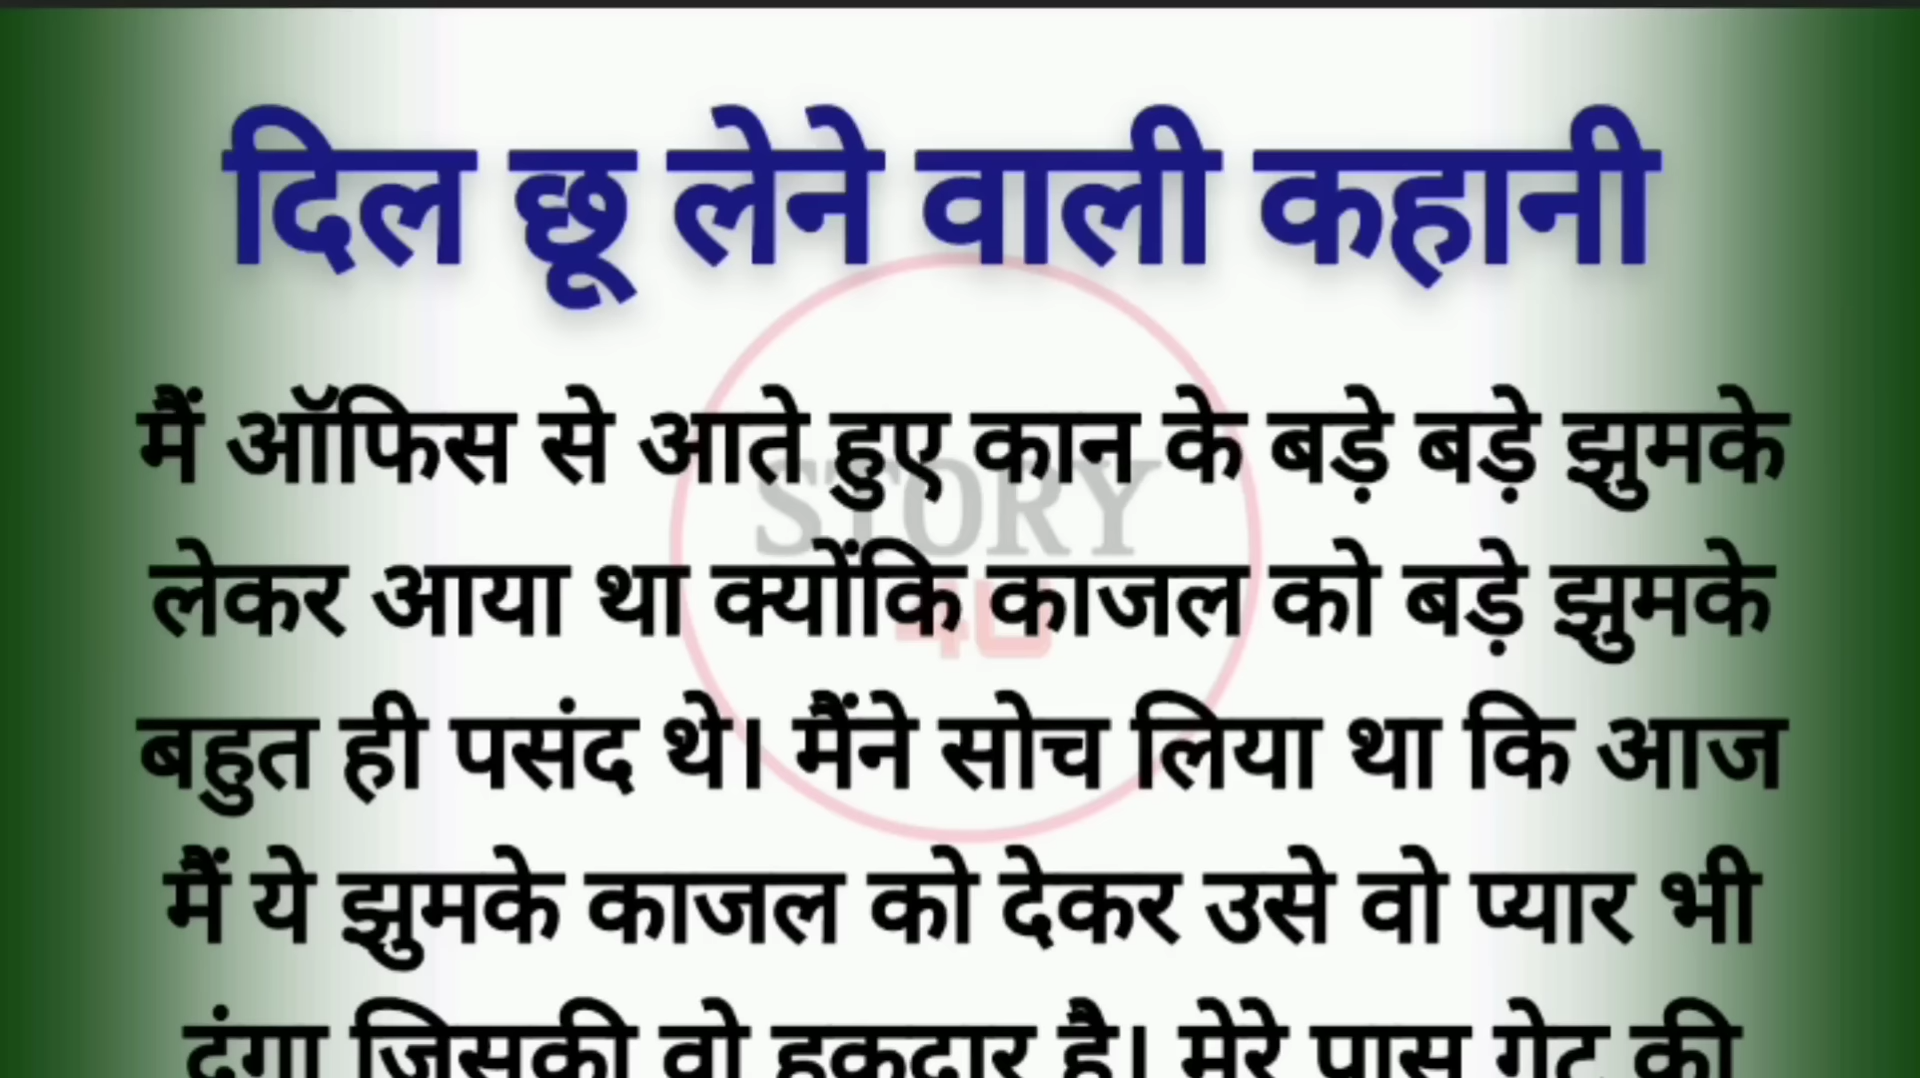 दिल छू लेने वाली कहानी
मैं ऑफिस से आते हुए कान के बड़े बड़े झुमके
STORY
लेकर आया था क्योंकि काजल को बड़े झुमके
बहुत ही पसंद थे। मैंने सोच लिया था कि आज
मैं ये झुमके काजल को देकर उसे वो प्यार भी
दूंगा जिसकी वो हकदार है। मेरे पास गेट की